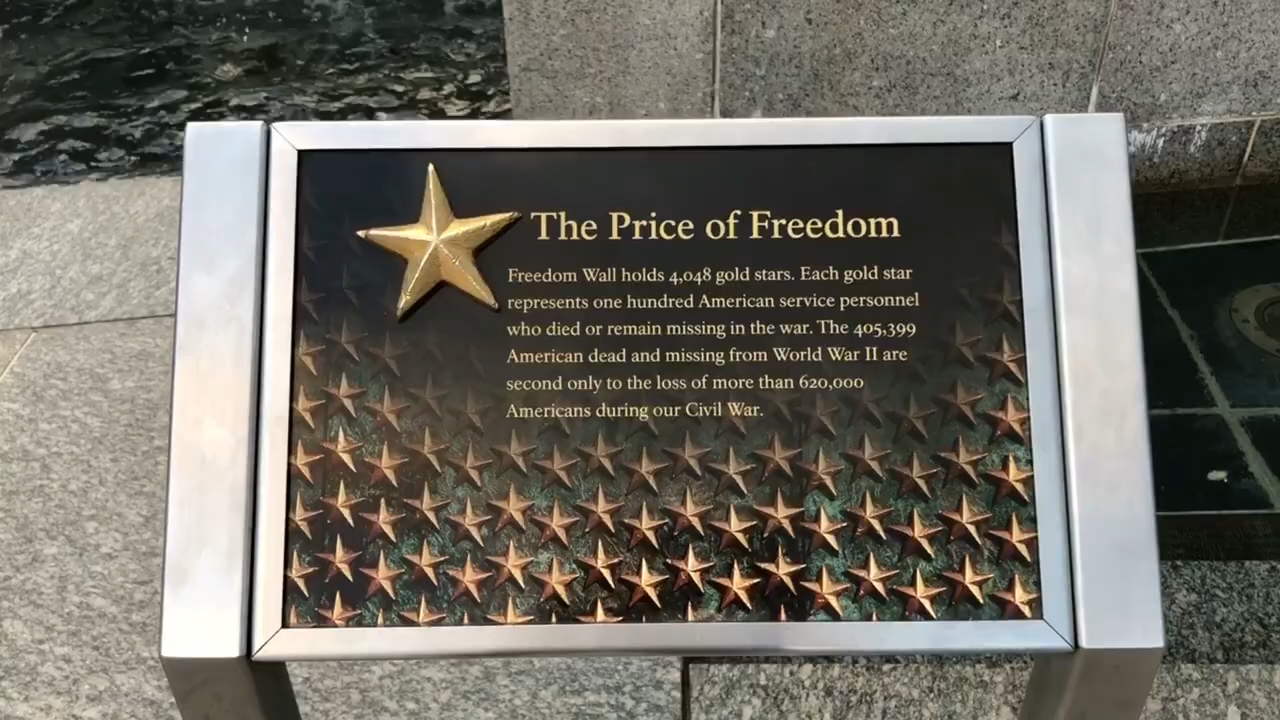 The Price of Freedom
Freedom Wall holds 4,048 gold stars. Each gold star
represents one hundred American service personnel
who died or remain missing in the war. The 405,399
American dead and missing from World War II are
second only to the loss of more than 620,000
Americans during our Civil War.